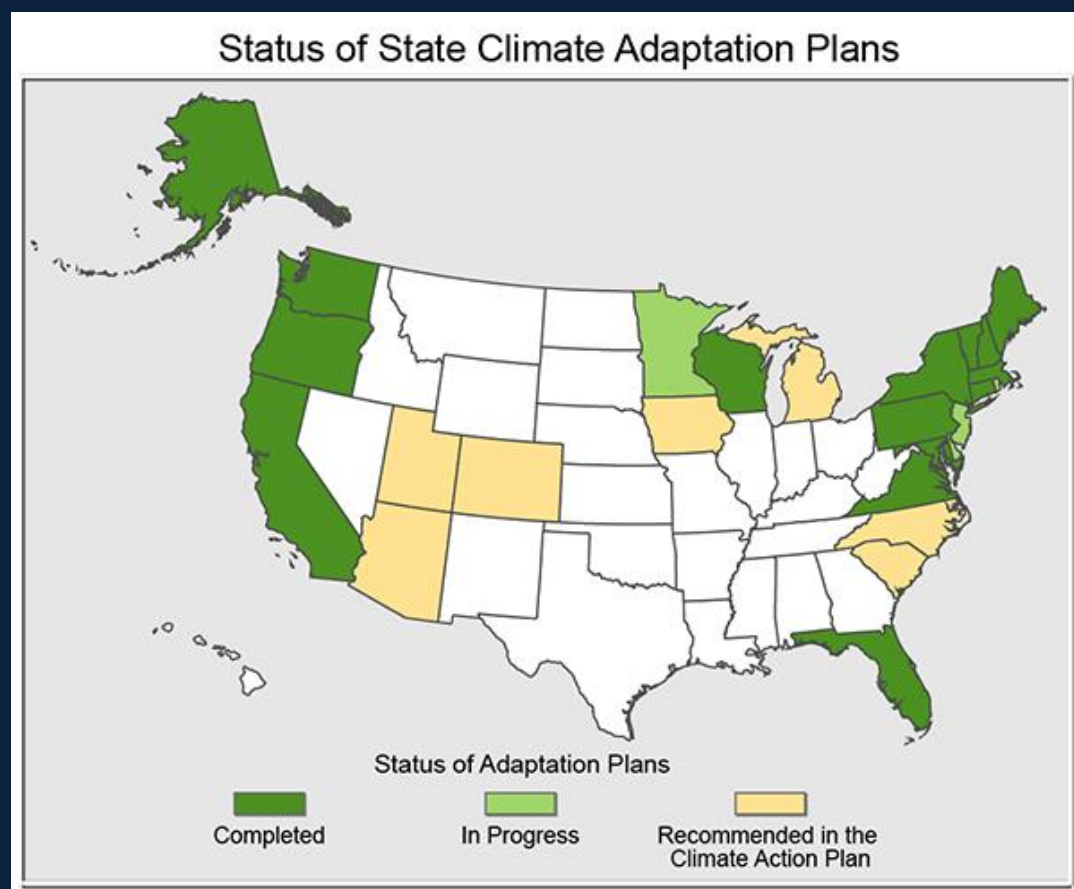 Status of State Climate Adaptation Plans
Status of Adaptation Plans
Completed
In Progress
Recommended in the
Climate Action Plan